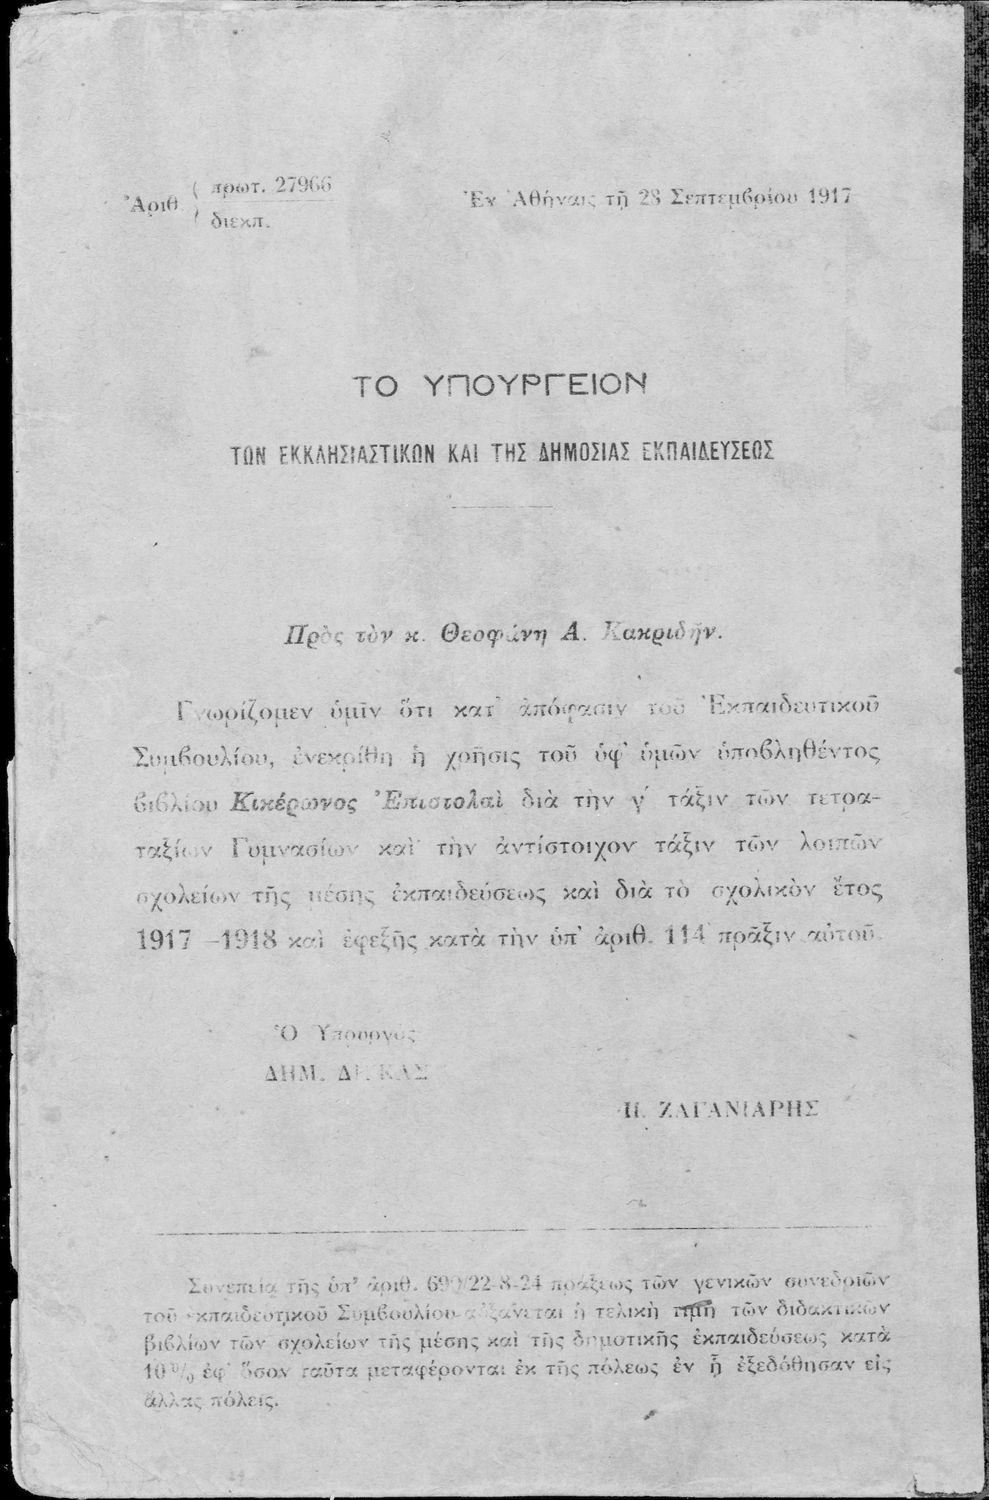 Ἀριθ. { πρωτ. 27966
διεκπ.
Ἐν Ἀθήναις τῇ 28 Σεπτεμβρίου 1917
ΤΟ ΥΠΟΥΡΓΕΙΟΝ
ΤΩΝ ΕΚΚΛΗΣΙΑΣΤΙΚΩΝ ΚΑΙ ΤΗΣ ΔΗΜΟΣΙΑΣ ΕΚΠΑΙΔΕΥΣΕΩΣ
Πρὸς τὸν κ. Θεοφάνη Α. Κακριδῆν.
Γνωρίζομεν ὑμῖν ὅτι κατ' ἀπόφασιν τοῦ Ἐκπαιδευτικοῦ
Συμβουλίου, ἐνεκρίθη ἡ χρῆσις τοῦ ὑφ' ὑμῶν ὑποβληθέντος
βιβλίου Κικέρωνος Ἐπιστολαὶ διὰ τὴν γ΄ τάξιν τῶν τετρα-
ταξίων Γυμνασίων καὶ τὴν ἀντίστοιχον τάξιν τῶν λοιπῶν
σχολείων τῆς μέσης ἐκπαιδεύσεως καὶ διὰ τὸ σχολικὸν ἔτος
1917 –1918 καὶ ἐφεξῆς κατὰ τὴν ὑπ' ἀριθ. 114 πρᾶξιν αὐτοῦ.
Ὁ Ὑπουργὸς
ΔΗΜ. ΔΙΓΚΑΣ
Π. ΖΑΓΑΝΙΑΡΗΣ
Συνεπείᾳ τῆς ὑπ' ἀριθ. 690/22-8-24 πράξεως τῶν γενικῶν συνεδριῶν
τοῦ ἐκπαιδευτικοῦ Συμβουλίου αὐξάνεται ἡ τελικὴ τιμὴ τῶν διδακτικῶν
βιβλίων τῶν σχολείων τῆς μέσης καὶ τῆς δημοτικῆς ἐκπαιδεύσεως κατὰ
10 % ἐφ' ὅσον ταῦτα μεταφέρονται ἐκ τῆς πόλεως ἐν ᾗ ἐξεδόθησαν εἰς
ἄλλας πόλεις.